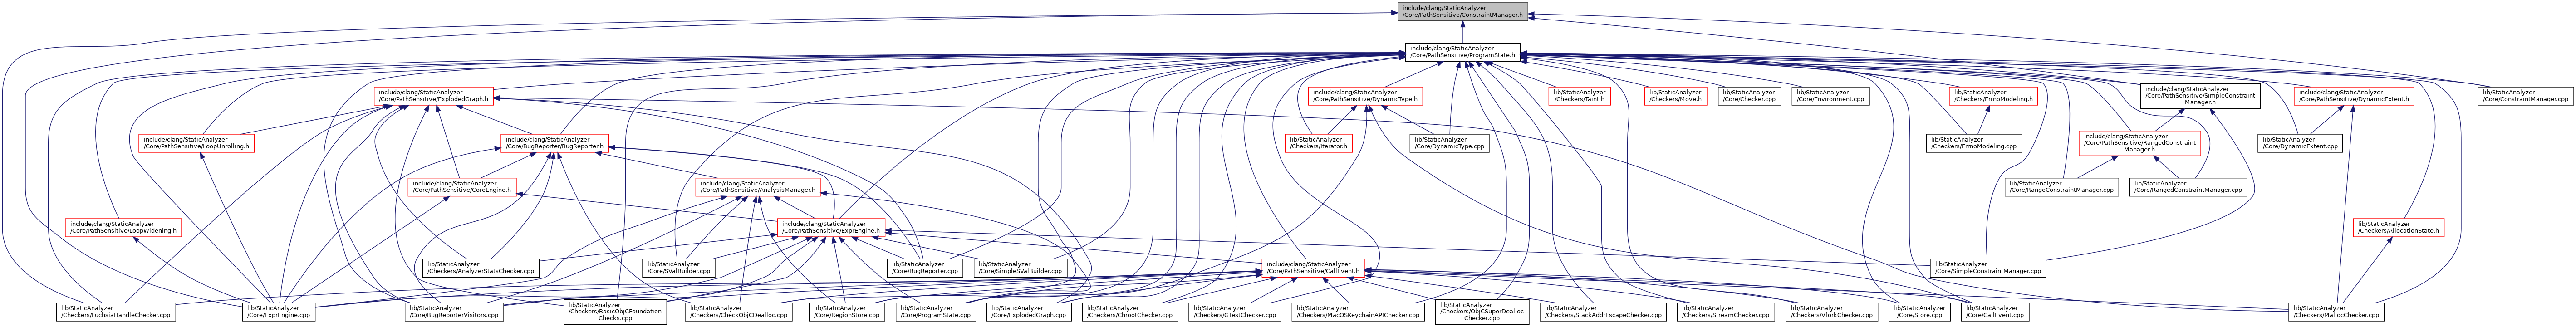 include/clang/StaticAnalyzer
/Core/PathSensitive/ConstraintManager.h
include/clang/StaticAnalyzer
/Core/PathSensitive/ProgramState.h
include/clang/StaticAnalyzer
/Core/PathSensitive/ExplodedGraph.h
include/clang/StaticAnalyzer
/Core/PathSensitive/DynamicType.h
lib/StaticAnalyzer
/Checkers/Taint.h
lib/StaticAnalyzer
/Checkers/Move.h
lib/StaticAnalyzer
/Core/Checker.cpp
lib/StaticAnalyzer
/Core/Environment.cpp
lib/StaticAnalyzer
/Checkers/ErrnoModeling.h
include/clang/StaticAnalyzer
/Core/PathSensitive/SimpleConstraint
Manager.h
include/clang/StaticAnalyzer
/Core/PathSensitive/DynamicExtent.h
lib/StaticAnalyzer
/Core/ConstraintManager.cpp
include/clang/StaticAnalyzer
/Core/PathSensitive/LoopUnrolling.h
include/clang/StaticAnalyzer
/Core/BugReporter/BugReporter.h
lib/StaticAnalyzer
/Checkers/Iterator.h
lib/StaticAnalyzer
/Core/DynamicType.cpp
lib/StaticAnalyzer
/Checkers/ErrnoModeling.cpp
include/clang/StaticAnalyzer
/Core/PathSensitive/RangedConstraint
Manager.h
lib/StaticAnalyzer
/Core/DynamicExtent.cpp
include/clang/StaticAnalyzer
/Core/PathSensitive/CoreEngine.h
include/clang/StaticAnalyzer
/Core/PathSensitive/AnalysisManager.h
lib/StaticAnalyzer
/Core/RangeConstraintManager.cpp
lib/StaticAnalyzer
/Core/RangedConstraintManager.cpp
include/clang/StaticAnalyzer
/Core/PathSensitive/LoopWidening.h
include/clang/StaticAnalyzer
/Core/PathSensitive/ExprEngine.h
lib/StaticAnalyzer
/Checkers/AllocationState.h
lib/StaticAnalyzer
/Checkers/AnalyzerStatsChecker.cpp
lib/StaticAnalyzer
/Core/SValBuilder.cpp
lib/StaticAnalyzer
/Core/BugReporter.cpp
lib/StaticAnalyzer
/Core/SimpleSValBuilder.cpp
include/clang/StaticAnalyzer
/Core/PathSensitive/CallEvent.h
lib/StaticAnalyzer
/Core/SimpleConstraintManager.cpp
lib/StaticAnalyzer
/Checkers/FuchsiaHandleChecker.cpp
lib/StaticAnalyzer
/Core/ExprEngine.cpp
lib/StaticAnalyzer
/Core/BugReporterVisitors.cpp
lib/StaticAnalyzer
/Checkers/BasicObjCFoundation
Checks.cpp
lib/StaticAnalyzer
/Checkers/CheckObjCDealloc.cpp
lib/StaticAnalyzer
/Core/RegionStore.cpp
lib/StaticAnalyzer
/Core/ProgramState.cpp
lib/StaticAnalyzer
/Core/ExplodedGraph.cpp
lib/StaticAnalyzer
/Checkers/ChrootChecker.cpp
lib/StaticAnalyzer
/Checkers/GTestChecker.cpp
lib/StaticAnalyzer
/Checkers/MacOSKeychainAPIChecker.cpp
lib/StaticAnalyzer
/Checkers/ObjCSuperDealloc
Checker.cpp
lib/StaticAnalyzer
/Checkers/StackAddrEscapeChecker.cpp
lib/StaticAnalyzer
/Checkers/StreamChecker.cpp
lib/StaticAnalyzer
/Checkers/VforkChecker.cpp
lib/StaticAnalyzer
/Core/Store.cpp
lib/StaticAnalyzer
/Core/CallEvent.cpp
lib/StaticAnalyzer
/Checkers/MallocChecker.cpp